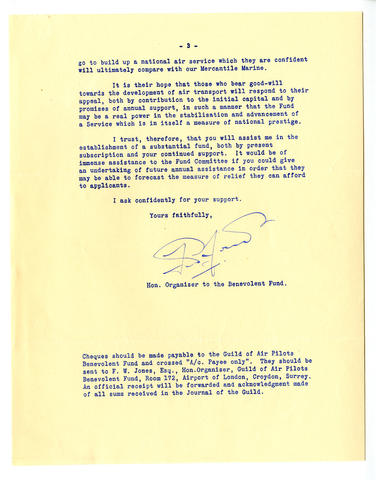 - 3 -
go to build up a national air service which they are confident
will ultimately compare with our Mercantile Marine.
It is their hope that those who bear good-will
towards the development of air transport will respond to their
appeal, both by contribution to the initial capital and by
promises of annual support, in such a manner that the Fund
may be a real power in the stabilisation and advancement of
a Service which is in itself a measure of national prestige.
I trust, therefore, that you will assist me in the
establishment of a substantial fund, both by present
subscription and your continued support. It would be of
immense assistance to the Fund Committee if you could give
an undertaking of future annual assistance in order that they
may be able to forecast the measure of relief they can afford
to applicants.
I ask confidently for your support.
Yours faithfully,
Hon. Organiser to the Benevolent Fund.
Cheques should be made payable to the Guild of Air Pilots
Benevolent Fund and crossed "A/c. Payee only". They should be
sent to F. W. Jones, Esq., Hon.Organiser, Guild of Air Pilots
Benevolent Fund, Room 172, Airport of London, Croydon, Surrey.
An official receipt will be forwarded and acknowledgment made
of all sums received in the Journal of the Guild.